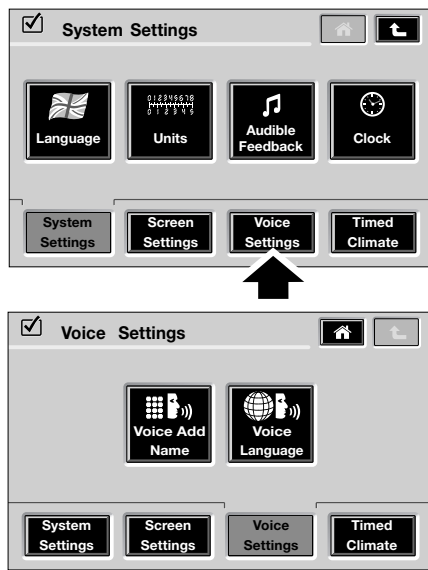 System Settings
Language
Units
Audible
Feedback
Clock
System
Settings
Screen
Settings
Voice
Settings
Timed
Climate
Voice Settings
Voice Add
Name
Voice
Language
System
Settings
Screen
Settings
Voice
Settings
Timed
Climate